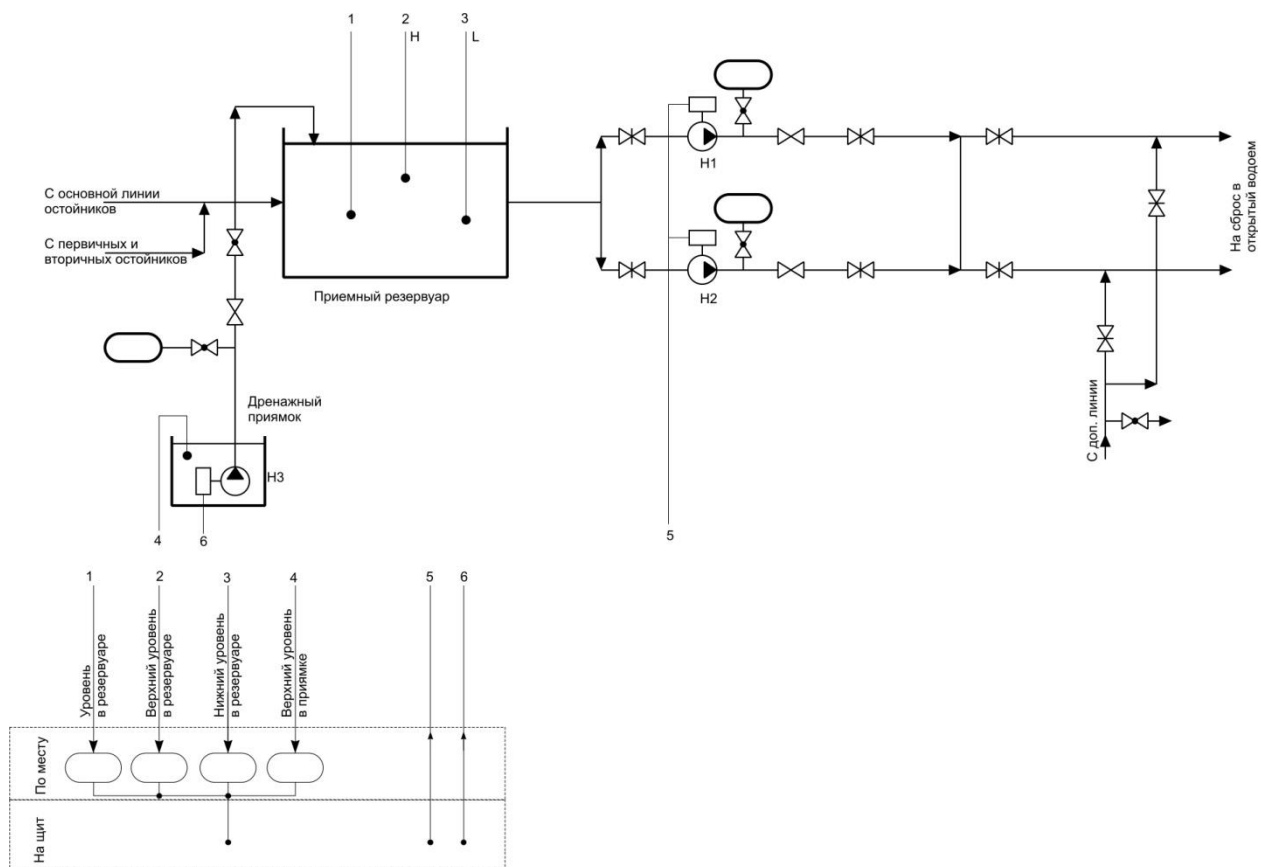 1
2
3
H
L
H1
С основной линии
остойников
С первичных и
вторичных остойников
Приемный резервуар
H2
На сброс в
открытый водоем
Дренажный
приямок
С доп. линии
H3
4
6
5
1
2
3
4
5
6
Уровень
в резервуаре
Верхний уровень
в резервуаре
Нижний уровень
в резервуаре
Верхний уровень
в приямке
По месту
На щит